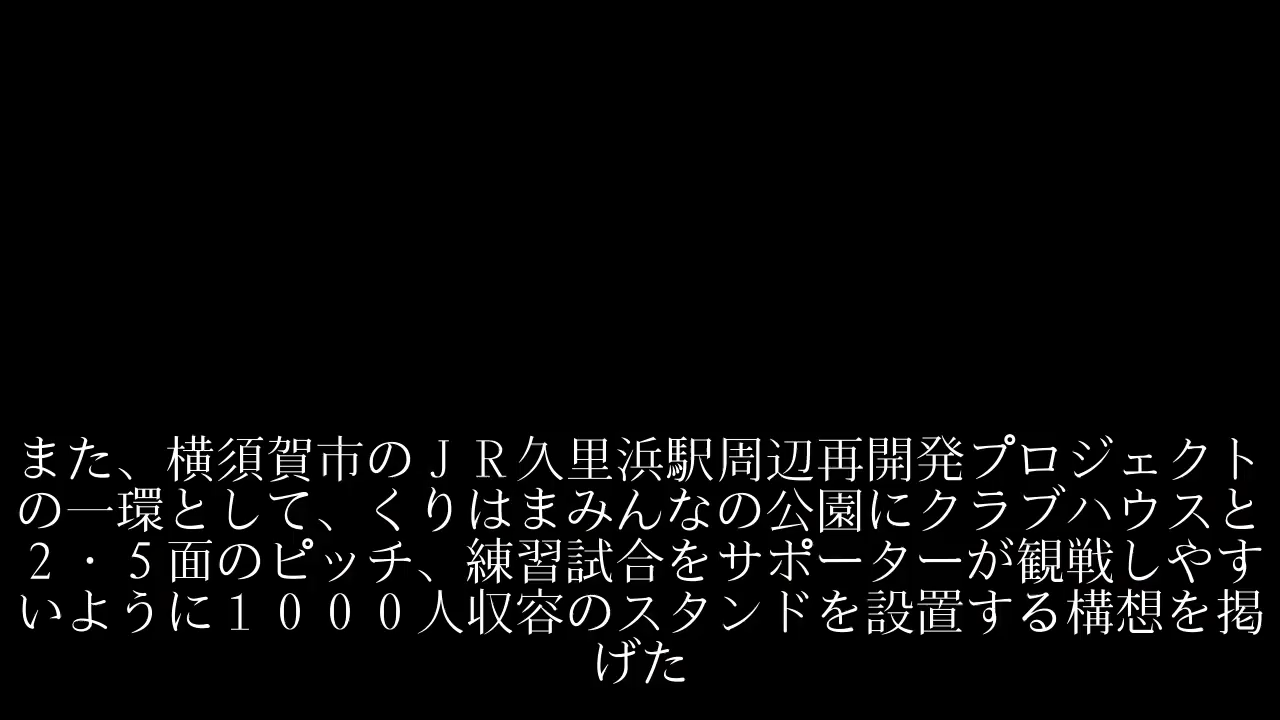 また、横須賀市のＪＲ久里浜駅周辺再開発プロジェクト
の一環として、くりはまみんなの公園にクラブハウスと
２・５面のピッチ、練習試合をサポーターが観戦しやす
いように１０００人収容のスタンドを設置する構想を掲
げた